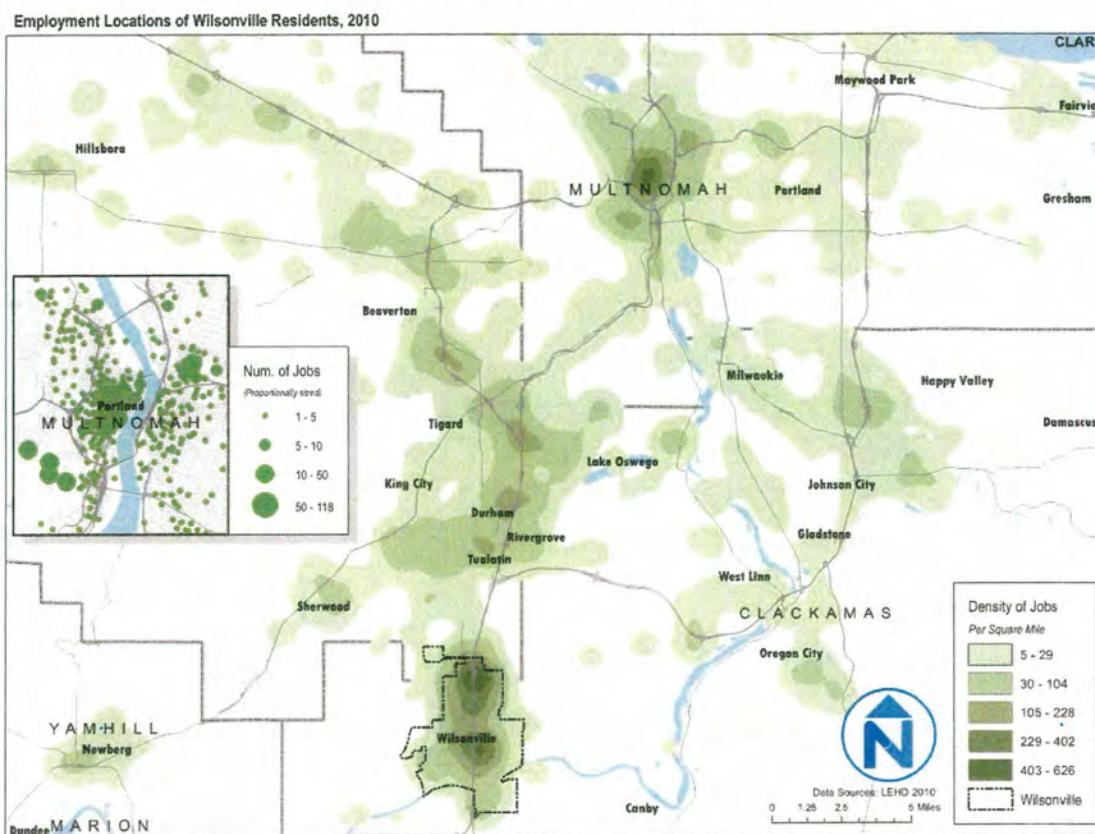 Employment Locations of Wilsonville Residents, 2010
CLAR
Maywood Park
Fairvie
Hillsboro
MULTNOMAH
Portland
Gresham
Beaverton
Num. of Jobs
(Proportionally sized)
1 - 5
5 - 10
10 - 50
50 - 118
Portland
MULTNOMAH
Milwaukie
Happy Valley
Damascus
Tigard
Lake Oswego
King City
Johnson City
Durham
Rivergrove
Gladstone
Tualatin
West Linn
Sherwood
CLACKAMAS
Oregon City
Density of Jobs
Per Square Mile
5 - 29
30 - 104
105 - 228
229 - 402
403 - 626
Wilsonville
YAMHILL
Newberg
Wilsonville
N
Data Sources: LEHD 2010
0 1.25 2.5 5 Miles
Canby
Dundee
MARION